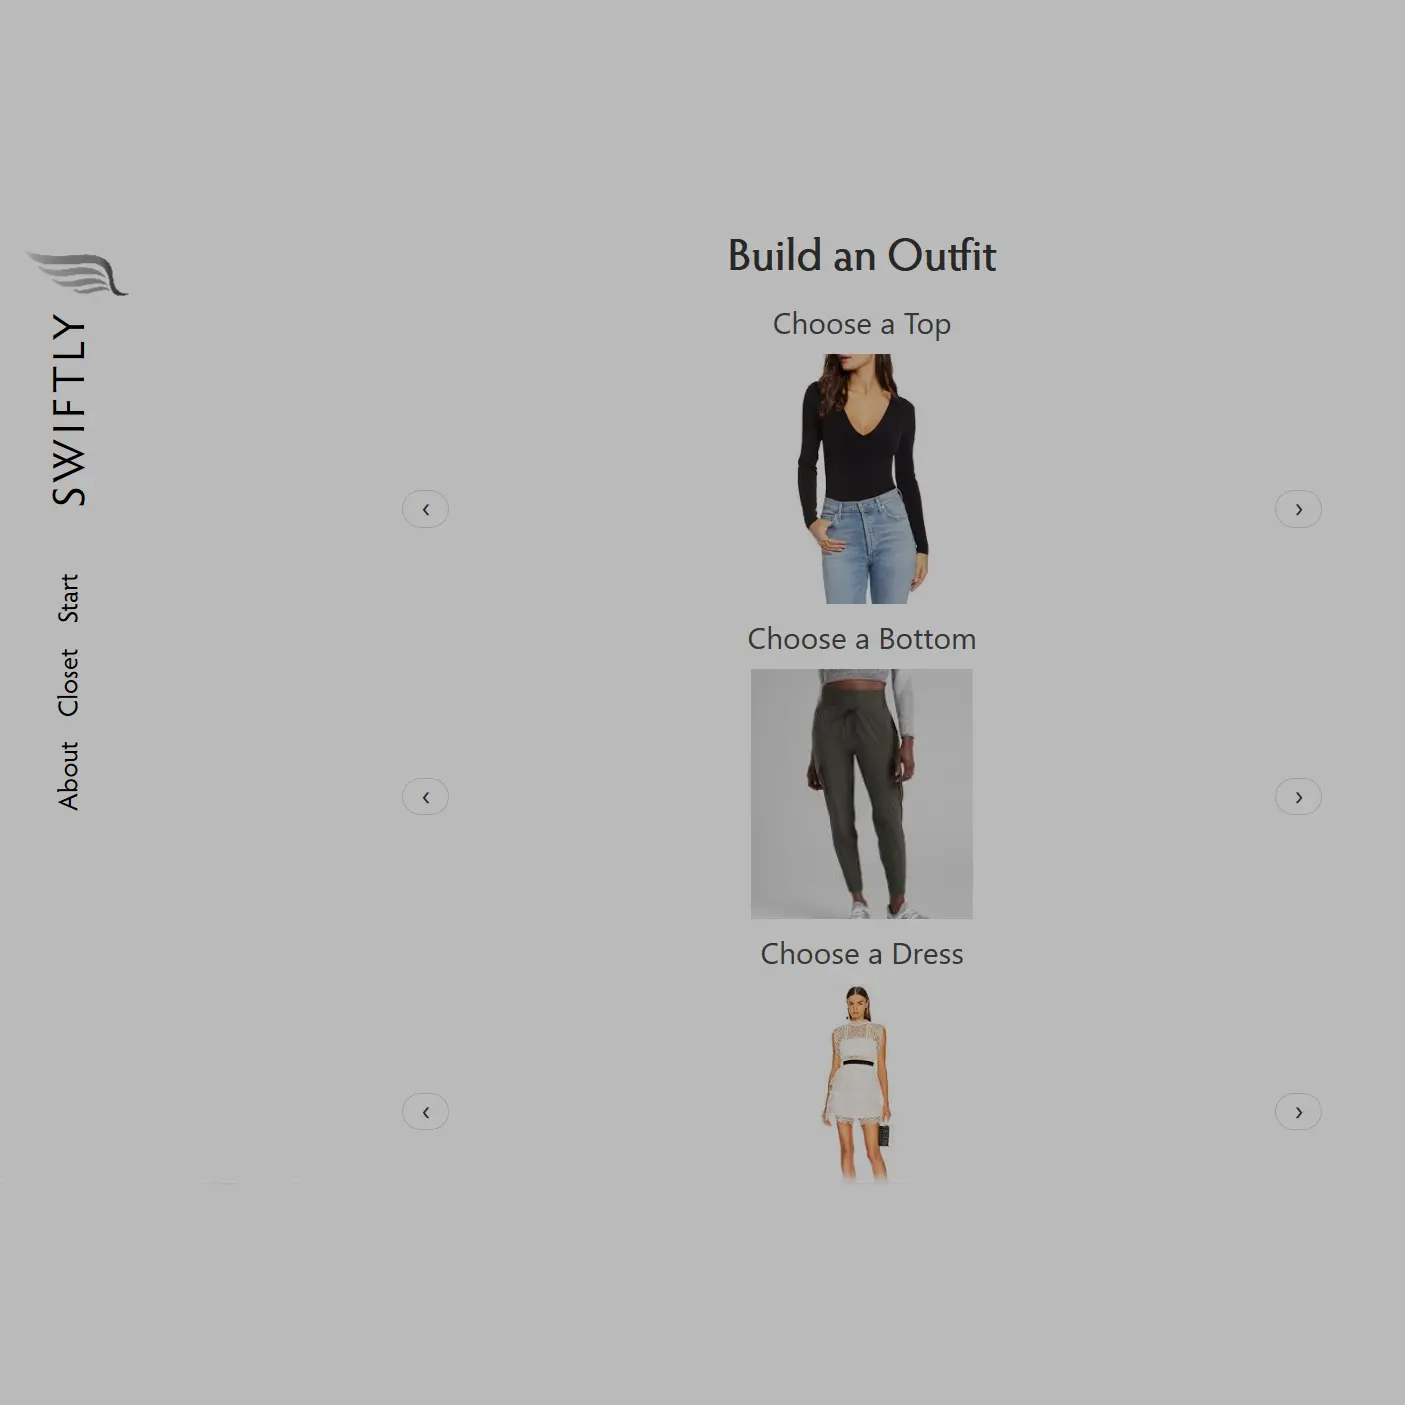 SWIFTLY
Start
Closet
About
Build an Outfit
Choose a Top
‹ ›
Choose a Bottom
‹ ›
Choose a Dress
‹ ›